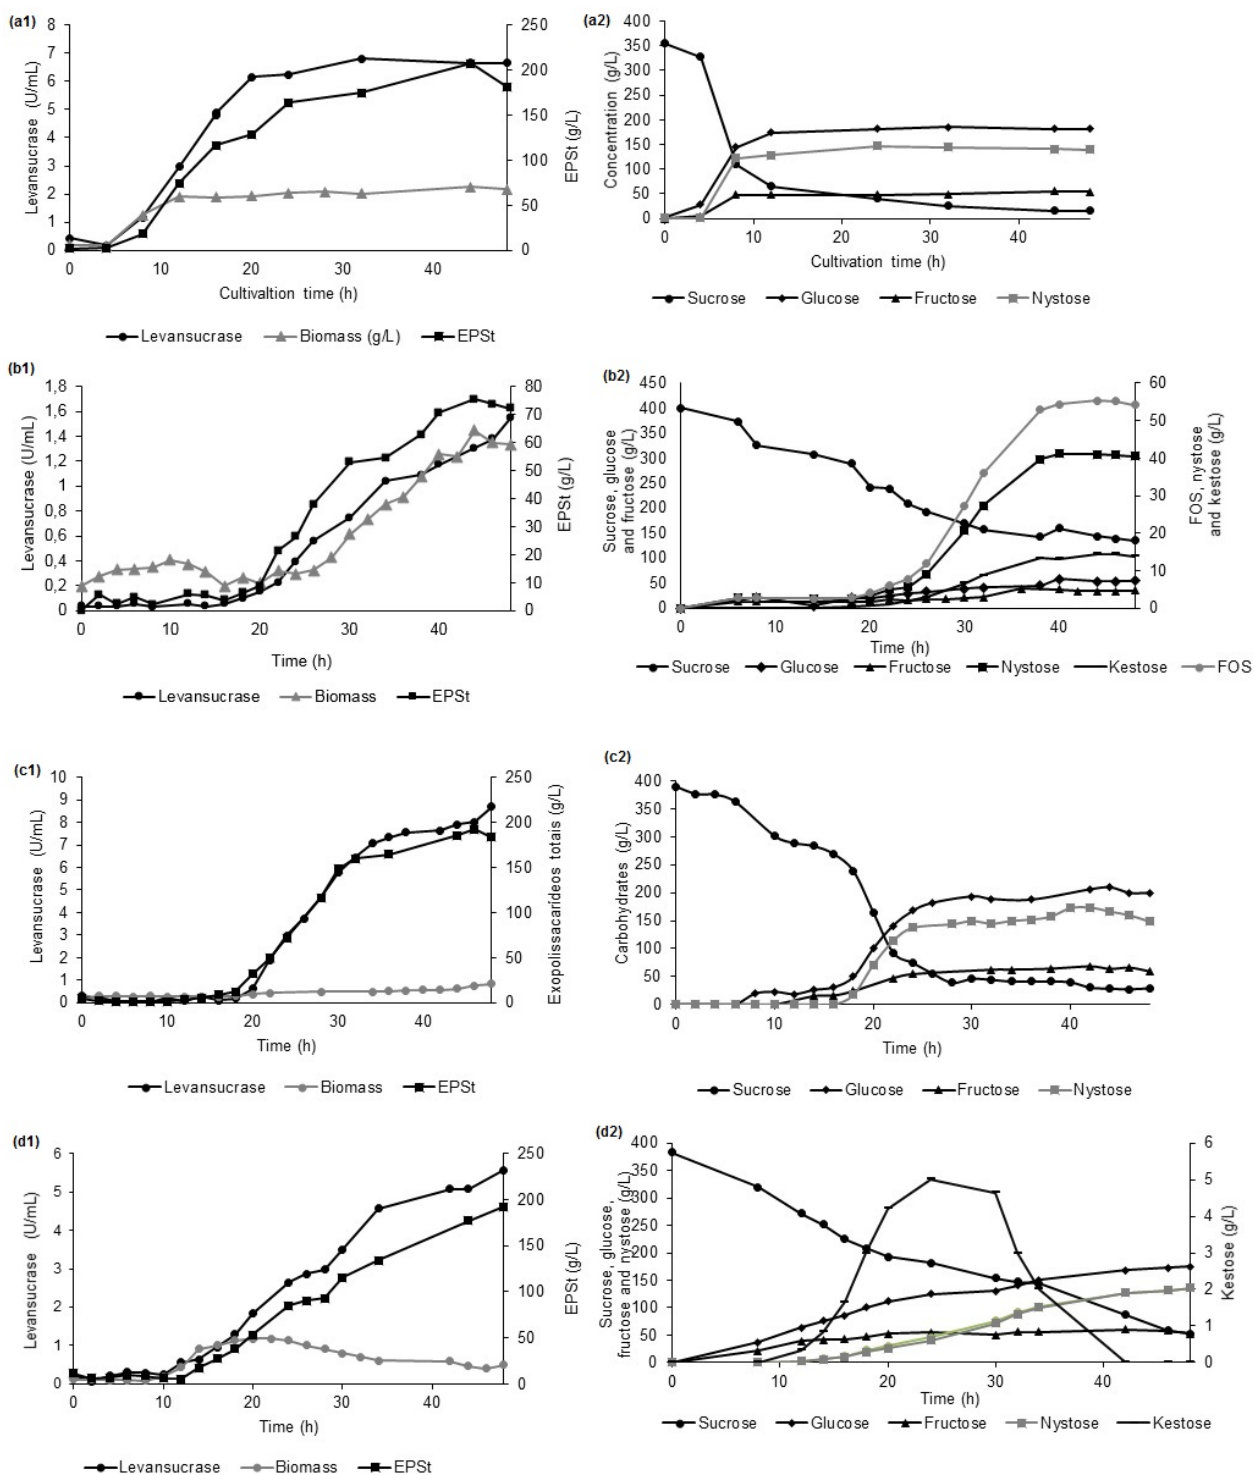 (a1)
8
7
6
5
4
3
2
1
0
Levansucrase (U/mL)
250
200
150
100
50
0
EPSt (g/L)
0 10 20 30 40
Cultivaltion time (h)
Levansucrase Biomass (g/L) EPSt
(a2)
400
350
300
250
200
150
100
50
0
Concentration (g/L)
0 10 20 30 40
Cultivation time (h)
Sucrose Glucose Fructose Nystose
(b1)
1,8
1,6
1,4
1,2
1
0,8
0,6
0,4
0,2
0
Levansucrase (U/mL)
80
70
60
50
40
30
20
10
0
EPSt (g/L)
0 10 20 30 40
Time (h)
Levansucrase Biomass EPSt
(b2)
450
400
350
300
250
200
150
100
50
0
Sucrose, glucose
and fructose (g/L)
60
50
40
30
20
10
0
FOS, nystose
and kestose (g/L)
0 10 20 30 40
Time (h)
Sucrose Glucose Fructose Nystose Kestose FOS
(c1)
10
9
8
7
6
5
4
3
2
1
0
Levansucrase (U/mL)
250
200
150
100
50
0
Expolissacarídeos totais (g/L)
0 10 20 30 40
Time (h)
Levansucrase Biomass EPSt
(c2)
400
350
300
250
200
150
100
50
0
Carbohydrates (g/L)
0 10 20 30 40
Time (h)
Sucrose Glucose Fructose Nystose
(d1)
6
5
4
3
2
1
0
Levansucrase (U/mL)
250
200
150
100
50
0
EPSt (g/L)
0 10 20 30 40
Time (h)
Levansucrase Biomass EPSt
(d2)
400
350
300
250
200
150
100
50
0
Sucrose, glucose,
fructose and nystose (g/L)
6
5
4
3
2
1
0
Kestose (g/L)
0 10 20 30 40
Time (h)
Sucrose Glucose Fructose Nystose Kestose